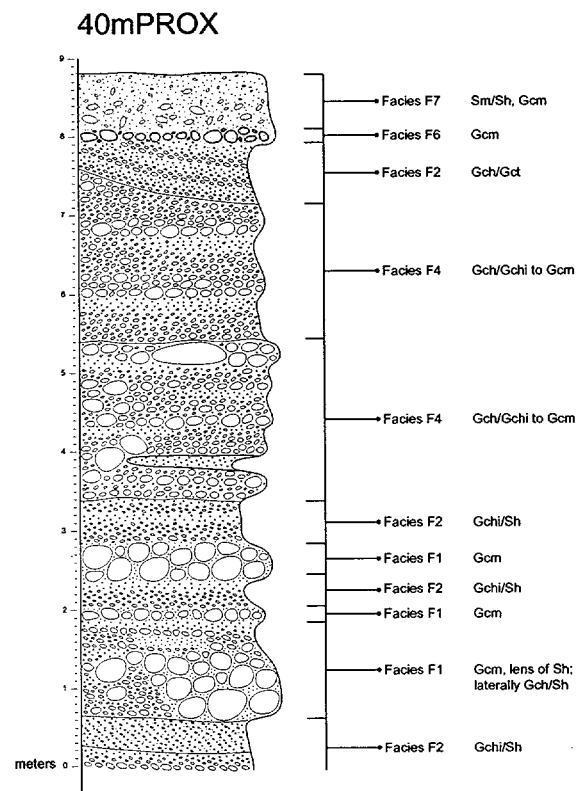 40mPROX
9
Facies F7 Sm/Sh, Gcm
8
Facies F6 Gcm
Facies F2 Gch/Gct
7
Facies F4 Gch/Gchi to Gcm
6
5
Facies F4 Gch/Gchi to Gcm
4
Facies F2 Gchi/Sh
3
Facies F1 Gcm
Facies F2 Gchi/Sh
2
Facies F1 Gcm
Facies F1 Gcm, lens of Sh;
laterally Gch/Sh
1
Facies F2 Gchi/Sh
meters 0